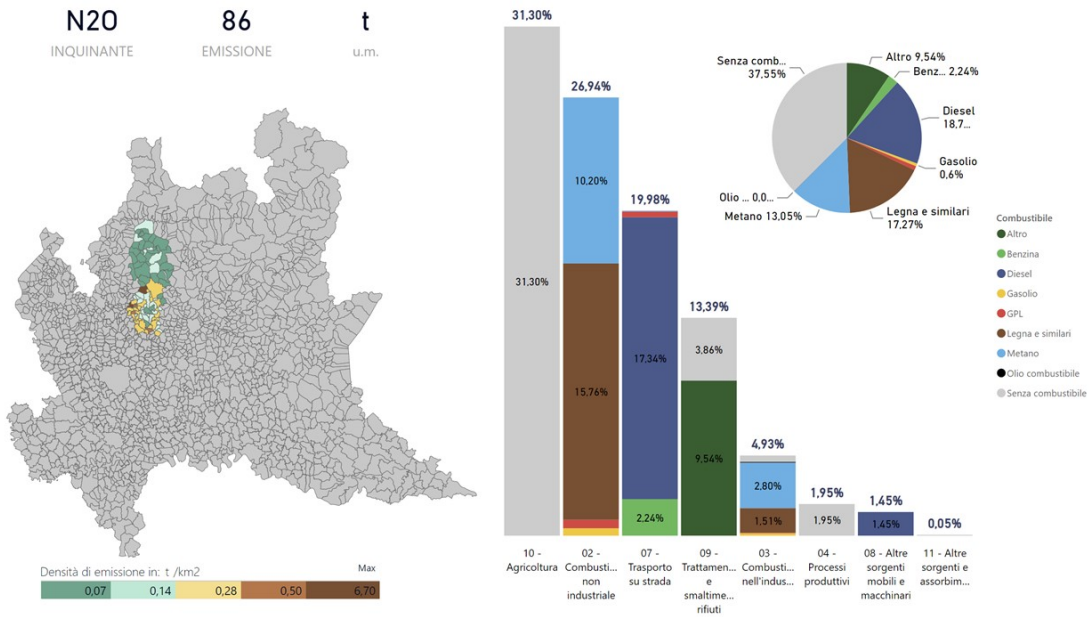 N2O
INQUINANTE
86
EMISSIONE
t
u.m.
Densità di emissione in: t /km2
Max
0,07
0,14
0,28
0,50
6,70
31,30%
31,30%
26,94%
10,20%
15,76%
19,98%
17,34%
2,24%
13,39%
3,86%
9,54%
4,93%
2,80%
1,51%
1,95%
1,95%
1,45%
1,45%
0,05%
10 -
Agricoltura
02 -
Combusti...
non
industriale
07 -
Trasporto
su strada
09 -
Trattamen...
e
smaltime...
rifiuti
03 -
Combusti...
nell'indus...
04 -
Processi
produttivi
08 - Altre
sorgenti
mobili e
macchinari
11 - Altre
sorgenti e
assorbim...
Senza comb...
37,55%
Altro 9,54%
Benz... 2,24%
Diesel
18,7...
Gasolio
0,6%
Legna e similari
17,27%
Metano 13,05%
Olio ... 0,0...
Combustibile
Altro
Benzina
Diesel
Gasolio
GPL
Legna e similari
Metano
Olio combustibile
Senza combustibile